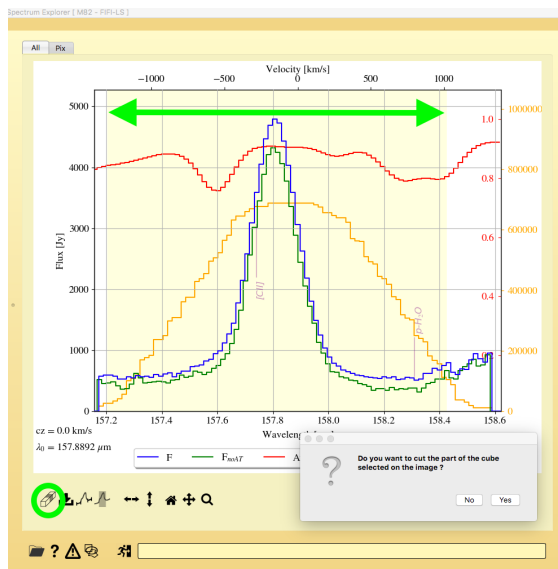 Spectrum Explorer [ M82 - FIFI-LS ]
All Pix
Velocity [km/s]
−1000 −500 0 500 1000
5000
4000
3000
2000
1000
0
Flux [Jy]
1.0
0.8
0.6
0.4
1000000
800000
600000
400000
200000
0
[CII]
p-H₂O
157.2 157.4 157.6 157.8 158.0 158.2 158.4 158.6
cz = 0.0 km/s
λ₀ = 157.8892 μm
F F_noAT
Do you want to cut the part of the cube
selected on the image ?
No Yes